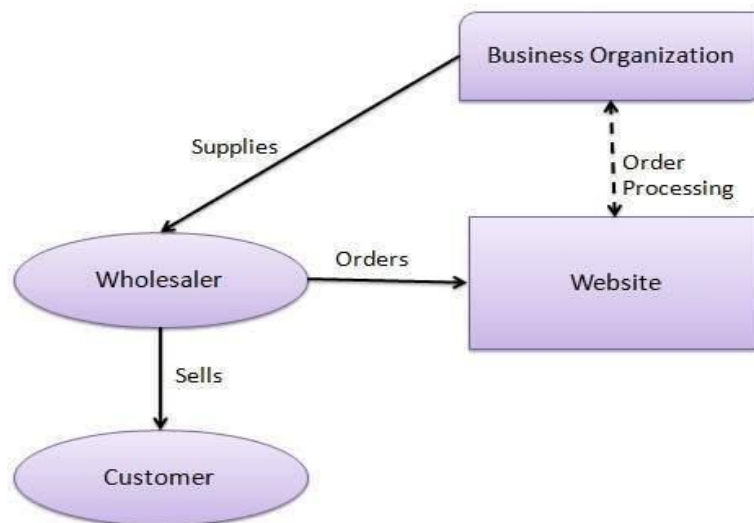 Business Organization
Supplies
Order
Processing
Wholesaler
Orders
Website
Sells
Customer